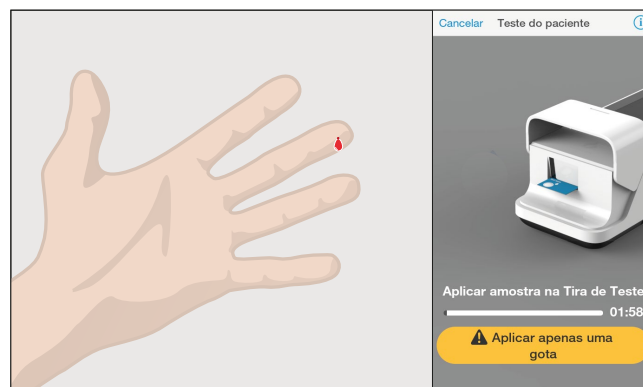 Cancelar Teste do paciente
Aplicar amostra na Tira de Teste
01:58
Aplicar apenas uma
gota